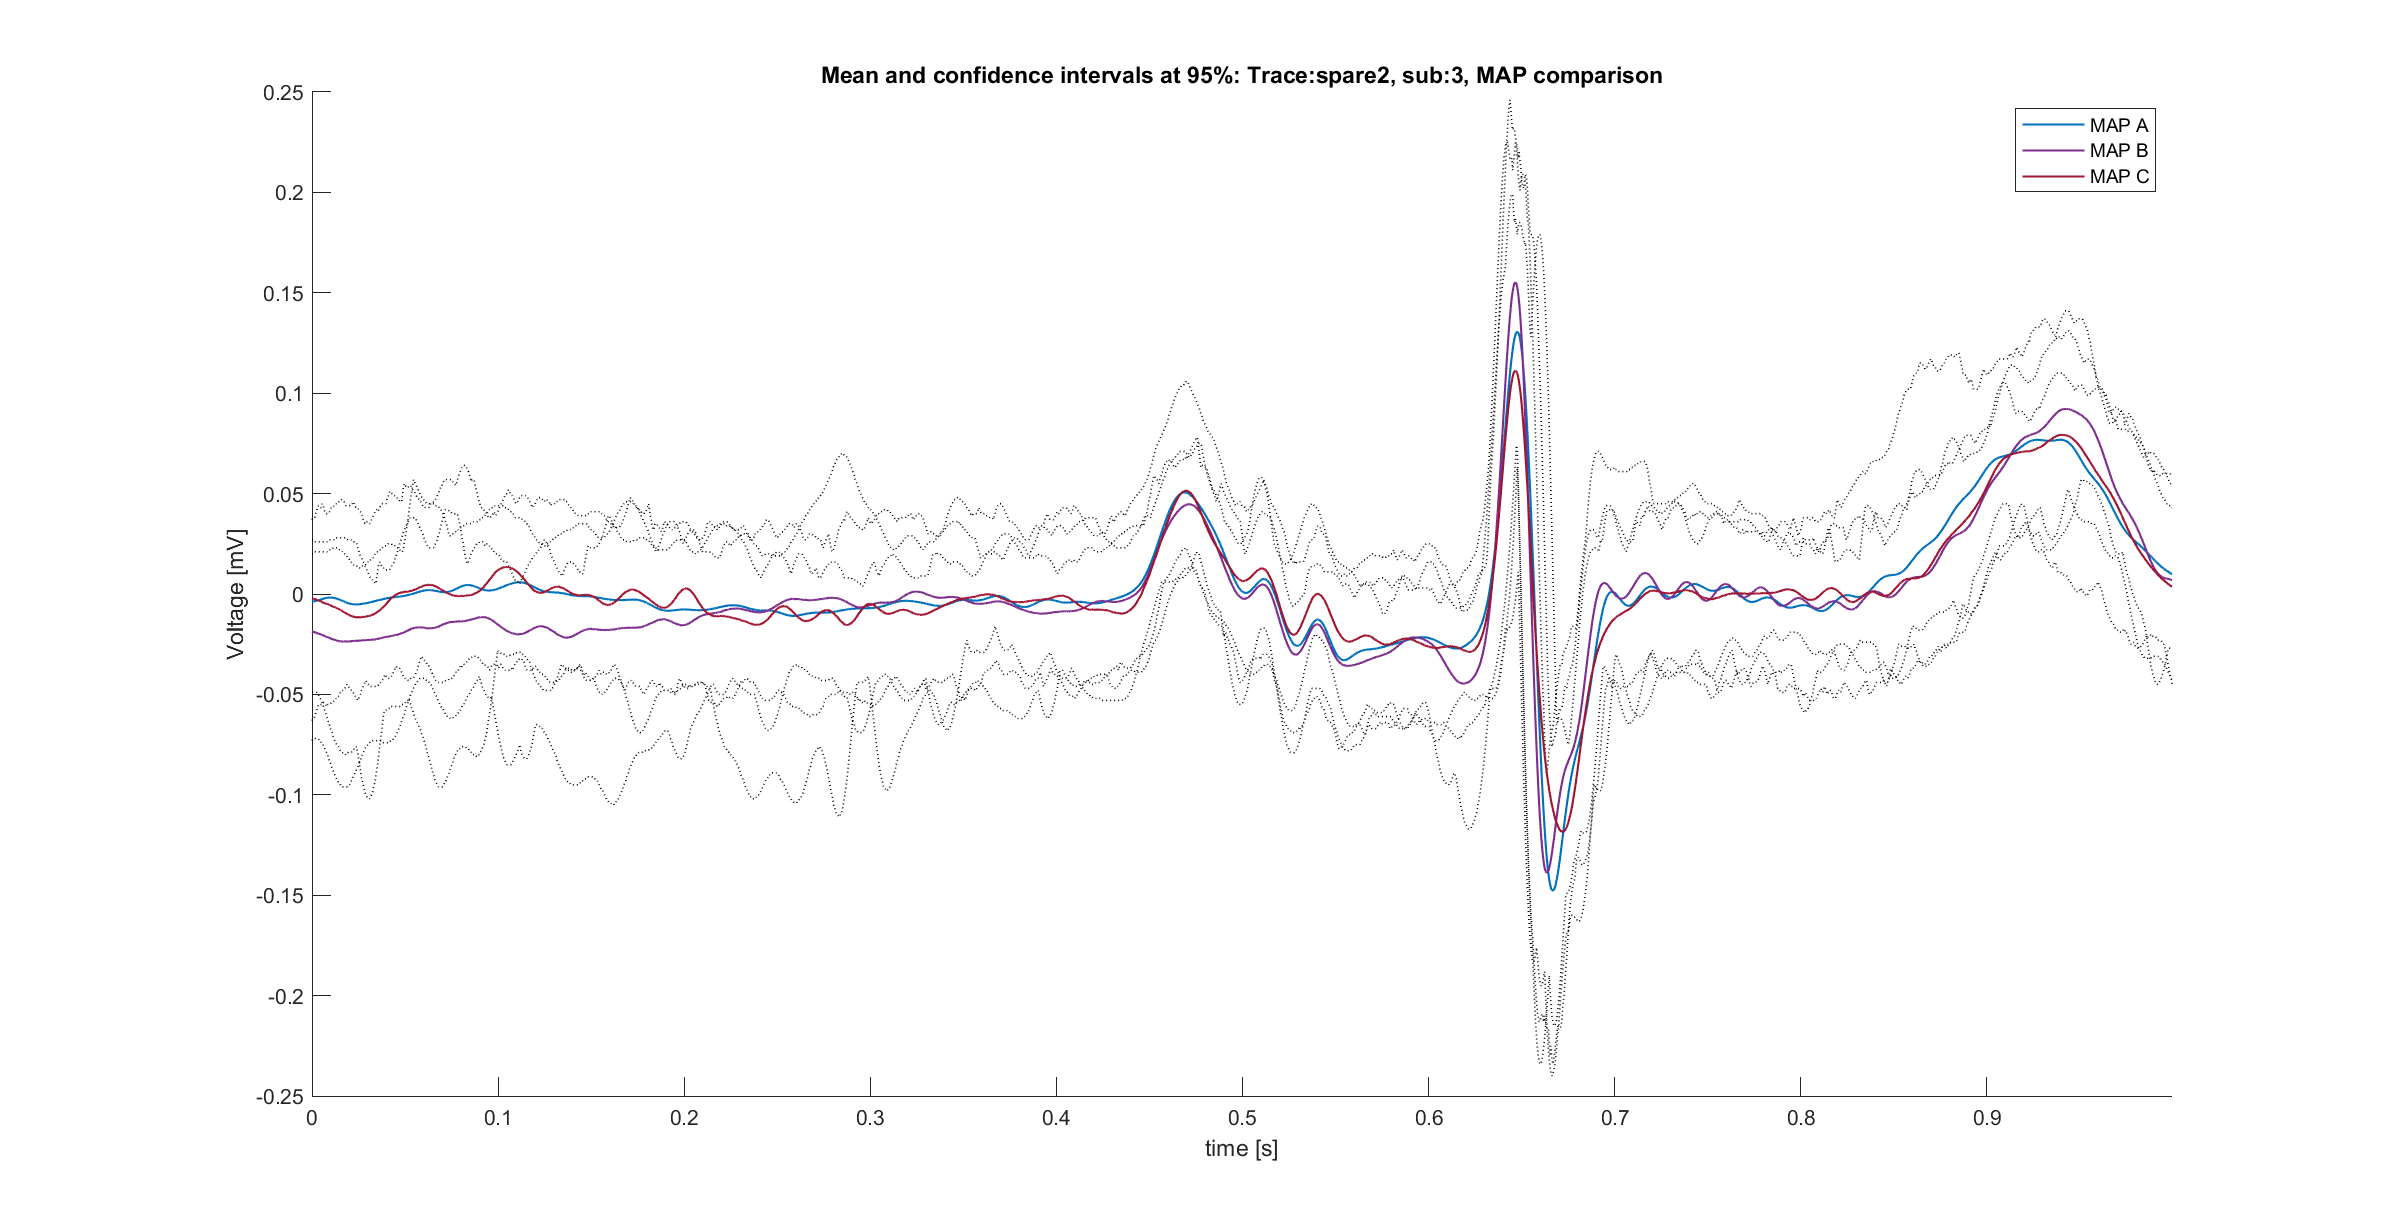 Mean and confidence intervals at 95%: Trace:spare2, sub:3, MAP comparison
MAP A
MAP B
MAP C
Voltage [mV]
0.25
0.2
0.15
0.1
0.05
0
-0.05
-0.1
-0.15
-0.2
-0.25
0 0.1 0.2 0.3 0.4 0.5 0.6 0.7 0.8 0.9
time [s]